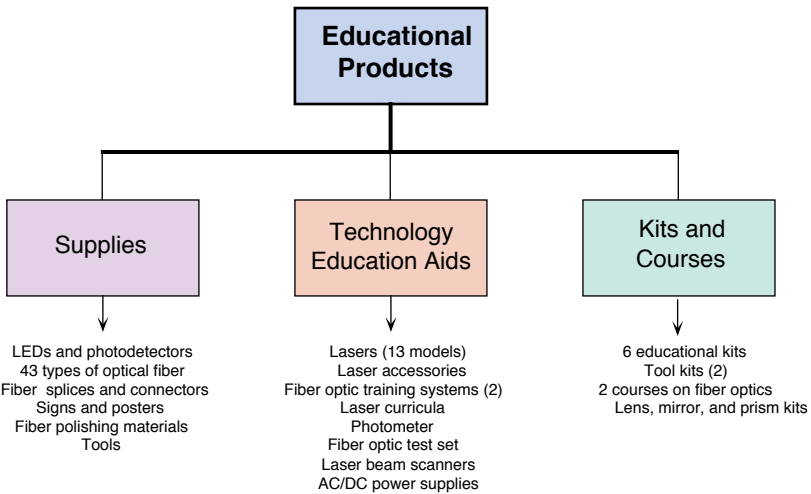 Educational
Products
Supplies
Technology
Education Aids
Kits and
Courses
LEDs and photodetectors
43 types of optical fiber
Fiber splices and connectors
Signs and posters
Fiber polishing materials
Tools
Lasers (13 models)
Laser accessories
Fiber optic training systems (2)
Laser curricula
Photometer
Fiber optic test set
Laser beam scanners
AC/DC power supplies
6 educational kits
Tool kits (2)
2 courses on fiber optics
Lens, mirror, and prism kits